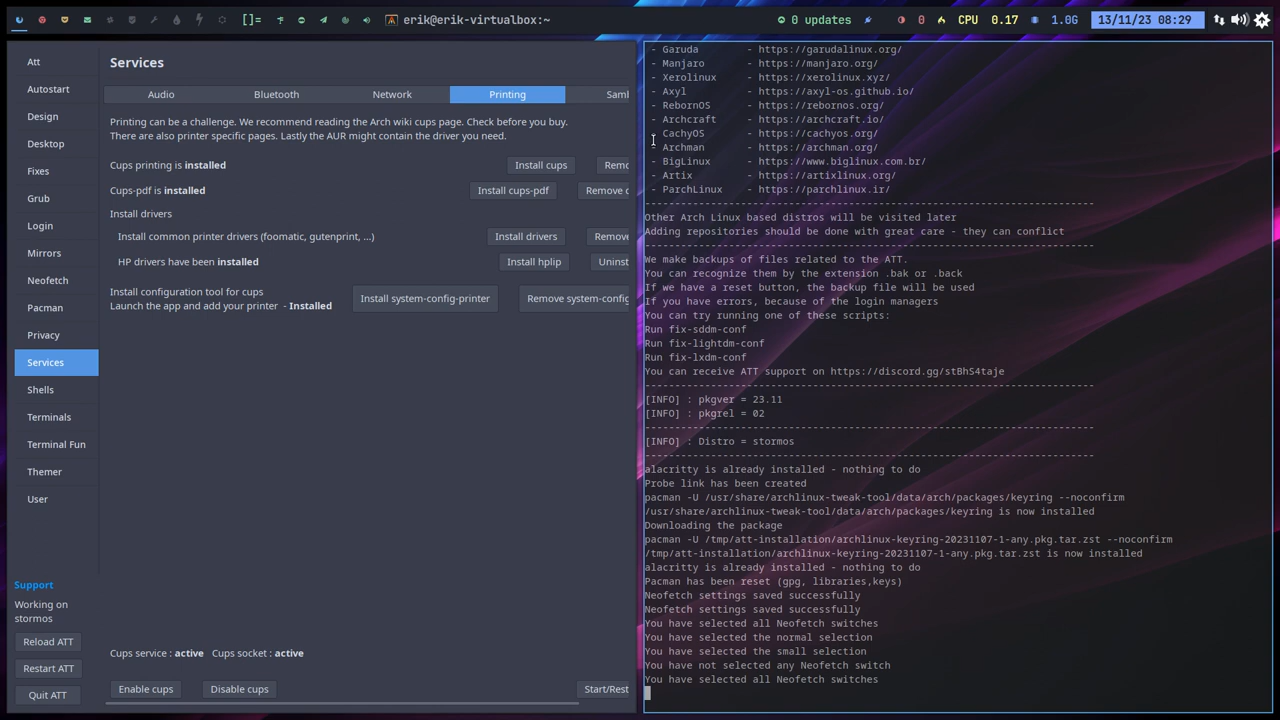 []=
erik@erik-virtualbox:~
0 updates
0
CPU 0.17
1.0G
13/11/23 08:29
Att
Autostart
Design
Desktop
Fixes
Grub
Login
Mirrors
Neofetch
Pacman
Privacy
Services
Shells
Terminals
Terminal Fun
Themer
User
Support
Working on
stormos
Reload ATT
Restart ATT
Quit ATT
Services
Audio Bluetooth Network Printing Saml
Printing can be a challenge. We recommend reading the Arch wiki cups page. Check before you buy.
There are also printer specific pages. Lastly the AUR might contain the driver you need.
Cups printing is installed Install cups Remo
Cups-pdf is installed Install cups-pdf Remove c
Install drivers
Install common printer drivers (foomatic, gutenprint, ...) Install drivers Remove
HP drivers have been installed Install hplip Uninst
Install configuration tool for cups
Launch the app and add your printer - Installed Install system-config-printer Remove system-config
Cups service : active Cups socket : active
Enable cups Disable cups Start/Rest
- Garuda - https://garudalinux.org/
- Manjaro - https://manjaro.org/
- Xerolinux - https://xerolinux.xyz/
- Axyl - https://axyl-os.github.io/
- RebornOS - https://rebornos.org/
- Archcraft - https://archcraft.io/
- CachyOS - https://cachyos.org/
- Archman - https://archman.org/
- BigLinux - https://www.biglinux.com.br/
- Artix - https://artixlinux.org/
- ParchLinux - https://parchlinux.ir/
--------------------------------------------------------------------------------
Other Arch Linux based distros will be visited later
Adding repositories should be done with great care - they can conflict
--------------------------------------------------------------------------------
We make backups of files related to the ATT.
You can recognize them by the extension .bak or .back
If we have a reset button, the backup file will be used
If you have errors, because of the login managers
You can try running one of these scripts:
Run fix-sddm-conf
Run fix-lightdm-conf
Run fix-lxdm-conf
You can receive ATT support on https://discord.gg/stBhS4taje
--------------------------------------------------------------------------------
[INFO] : pkgver = 23.11
[INFO] : pkgrel = 02
--------------------------------------------------------------------------------
[INFO] : Distro = stormos
--------------------------------------------------------------------------------
alacritty is already installed - nothing to do
Probe link has been created
pacman -U /usr/share/archlinux-tweak-tool/data/arch/packages/keyring --noconfirm
/usr/share/archlinux-tweak-tool/data/arch/packages/keyring is now installed
Downloading the package
pacman -U /tmp/att-installation/archlinux-keyring-20231107-1-any.pkg.tar.zst --noconfirm
/tmp/att-installation/archlinux-keyring-20231107-1-any.pkg.tar.zst is now installed
alacritty is already installed - nothing to do
Pacman has been reset (gpg, libraries,keys)
Neofetch settings saved successfully
Neofetch settings saved successfully
You have selected all Neofetch switches
You have selected the normal selection
You have selected the small selection
You have not selected any Neofetch switch
You have selected all Neofetch switches